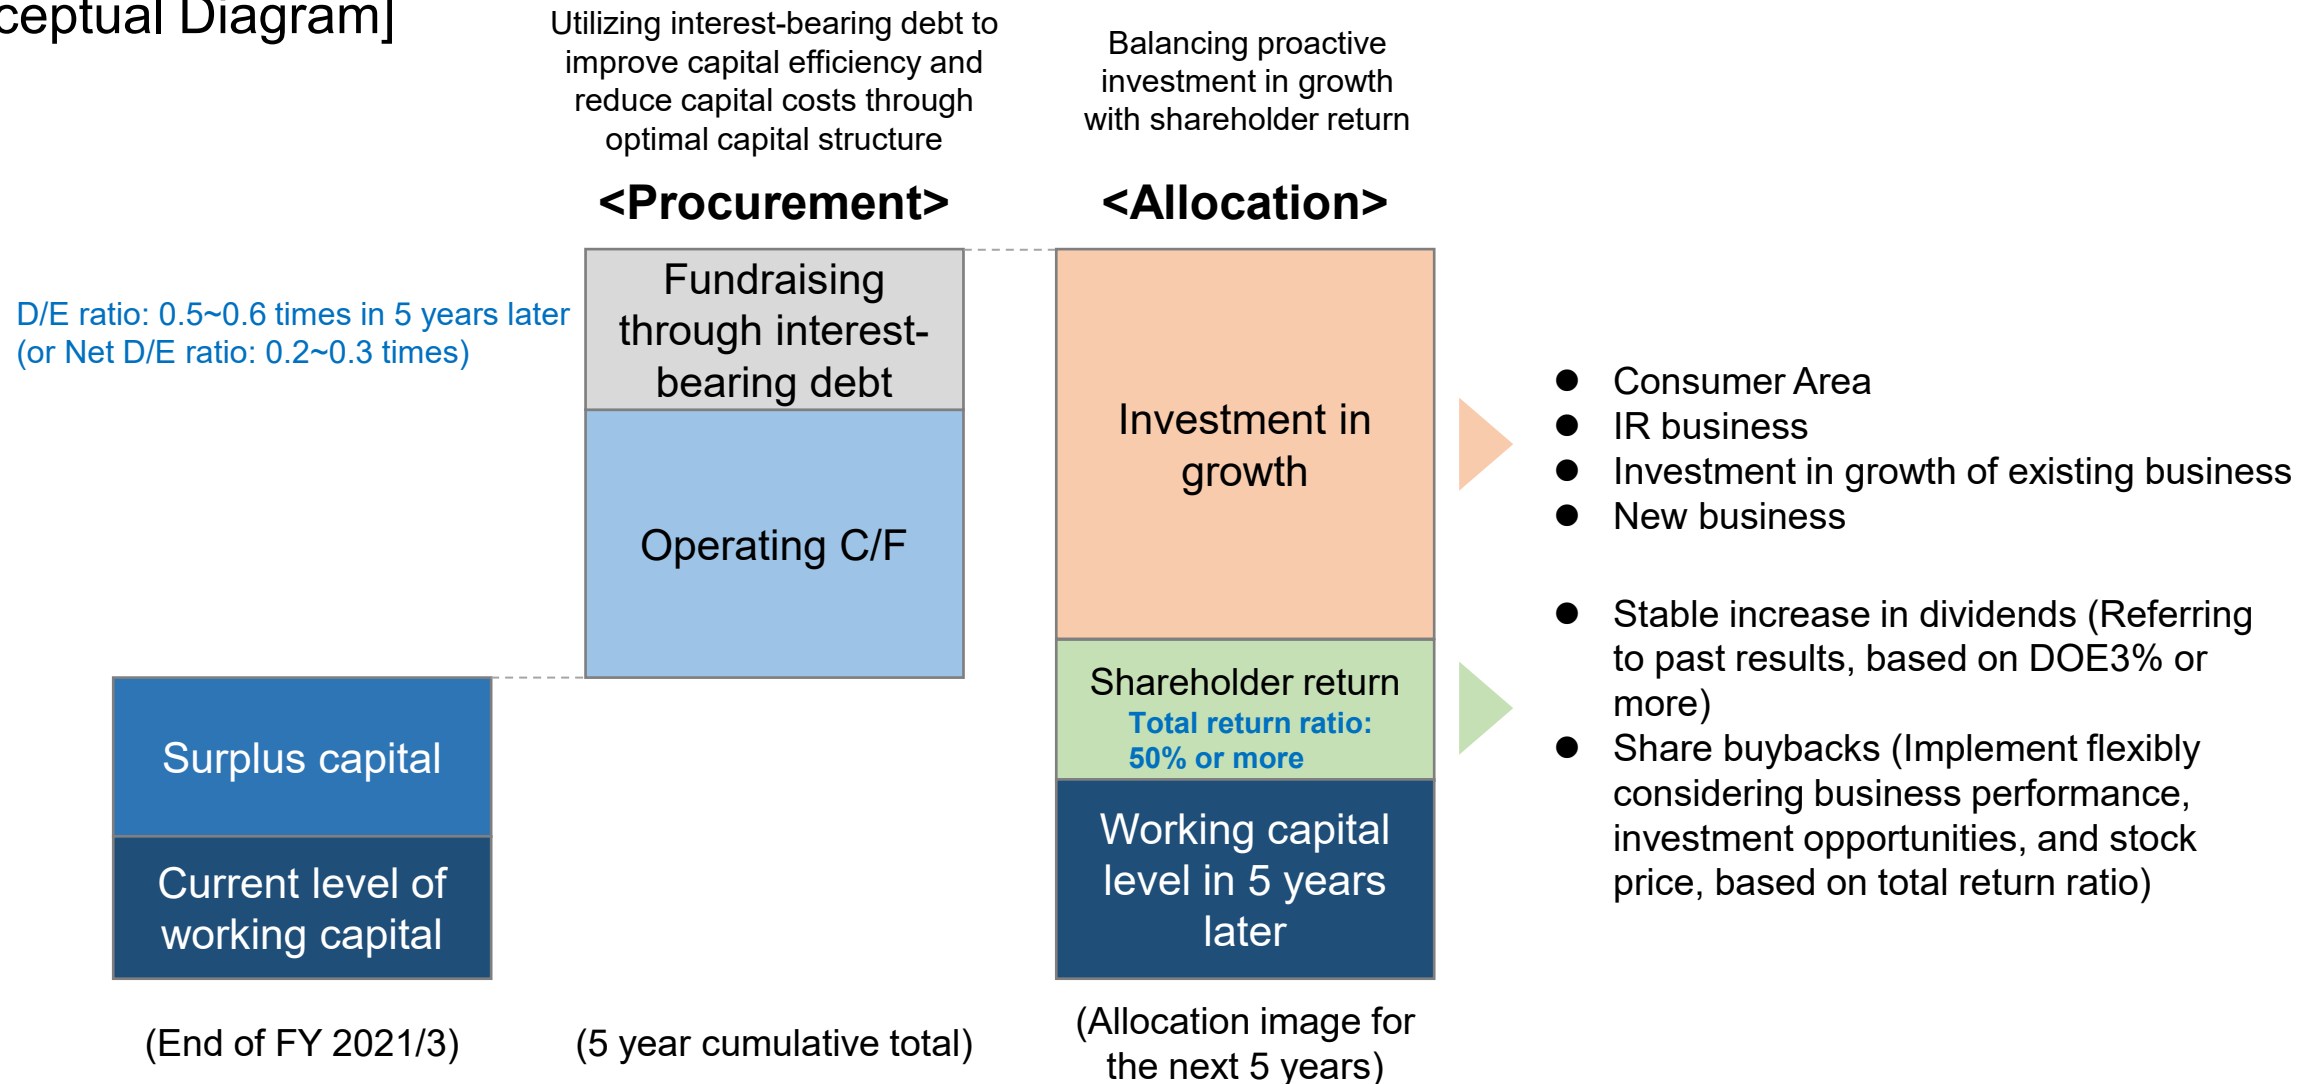 ceptual Diagram]
Utilizing interest-bearing debt to
improve capital efficiency and
reduce capital costs through
optimal capital structure
Balancing proactive
investment in growth
with shareholder return
<Procurement>
<Allocation>
D/E ratio: 0.5~0.6 times in 5 years later
(or Net D/E ratio: 0.2~0.3 times)
Fundraising
through interest-
bearing debt
Operating C/F
Surplus capital
Current level of
working capital
Investment in
growth
Shareholder return
Total return ratio:
50% or more
Working capital
level in 5 years
later
● Consumer Area
● IR business
● Investment in growth of existing business
● New business
● Stable increase in dividends (Referring
to past results, based on DOE3% or
more)
● Share buybacks (Implement flexibly
considering business performance,
investment opportunities, and stock
price, based on total return ratio)
(End of FY 2021/3)
(5 year cumulative total)
(Allocation image for
the next 5 years)